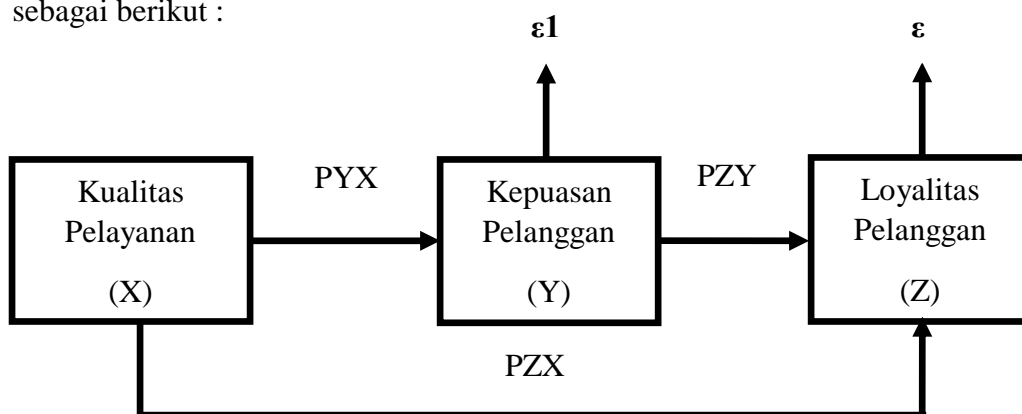 sebagai berikut :
ε1
ε
PYX
PZY
Kualitas
Pelayanan
(X)
Kepuasan
Pelanggan
(Y)
Loyalitas
Pelanggan
(Z)
PZX